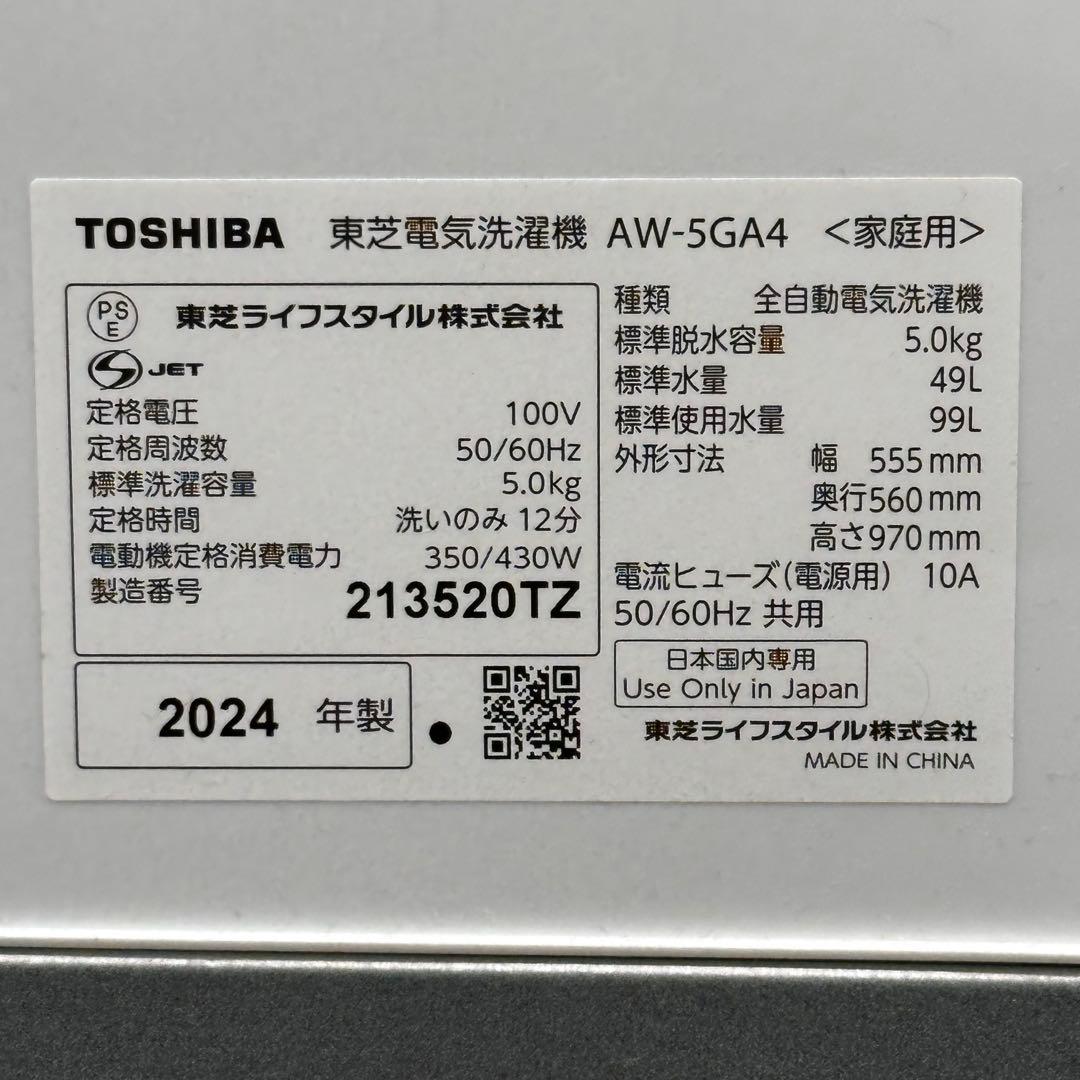 TOSHIBA 東芝電気洗濯機 AW-5GA4 <家庭用>
PSE 東芝ライフスタイル株式会社
S JET
定格電圧 100V
定格周波数 50/60Hz
標準洗濯容量 5.0kg
定格時間 洗いのみ 12分
電動機定格消費電力 350/430W
製造番号 213520TZ
2024 年製
種類 全自動電気洗濯機
標準脱水容量 5.0kg
標準水量 49L
標準使用水量 99L
外形寸法 幅 555mm
奥行560mm
高さ970mm
電流ヒューズ(電源用) 10A
50/60Hz 共用
日本国内専用
Use Only in Japan
東芝ライフスタイル株式会社
MADE IN CHINA